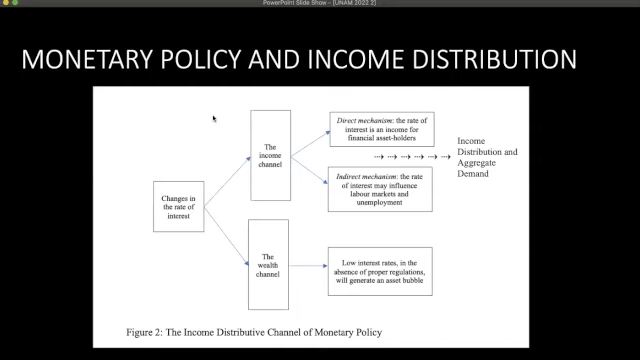 PowerPoint Slide Show - [UNAM 2022 2]
MONETARY POLICY AND INCOME DISTRIBUTION
Changes in
the rate of
interest
The
income
channel
Direct mechanism: the rate of
interest is an income for
financial asset-holders
Indirect mechanism: the rate
of interest may influence
labour markets and
unemployment
Income
Distribution and
Aggregate
Demand
The
wealth
channel
Low interest rates, in the
absence of proper regulations,
will generate an asset bubble
Figure 2: The Income Distributive Channel of Monetary Policy